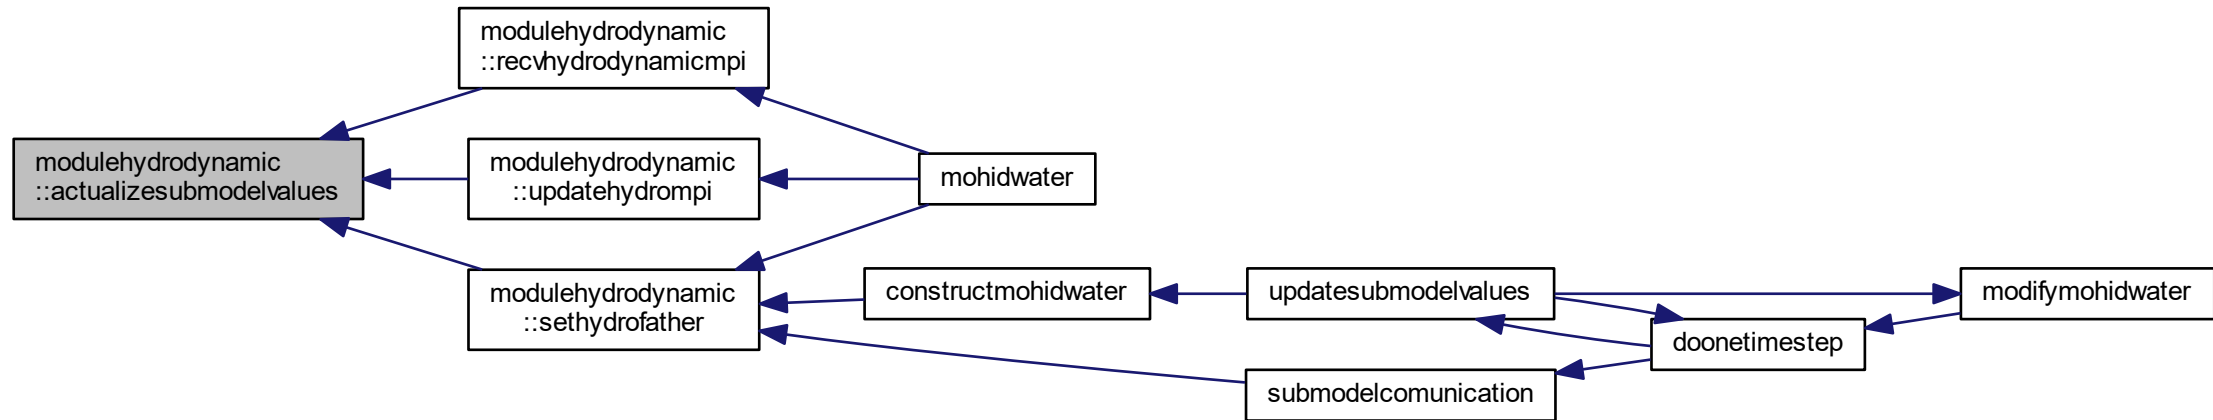 modulehydrodynamic
::recvhydrodynamicmpi
modulehydrodynamic
::actualizesubmodelvalues
modulehydrodynamic
::updatehydrompi
mohidwater
modulehydrodynamic
::sethydrofather
constructmohidwater
updatesubmodelvalues
modifymohidwater
doonetimestep
submodelcomunication